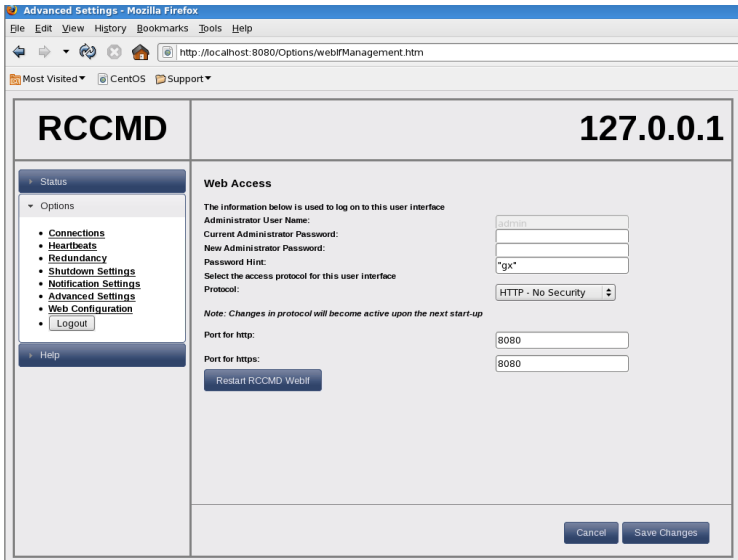 Advanced Settings - Mozilla Firefox
File Edit View History Bookmarks Tools Help
http://localhost:8080/Options/webIfManagement.htm
Most Visited CentOS Support
RCCMD
127.0.0.1
Status
Options
Connections
Heartbeats
Redundancy
Shutdown Settings
Notification Settings
Advanced Settings
Web Configuration
Logout
Help
Web Access
The information below is used to log on to this user interface
Administrator User Name: admin
Current Administrator Password:
New Administrator Password:
Password Hint: "gx"
Select the access protocol for this user interface
Protocol: HTTP - No Security
Note: Changes in protocol will become active upon the next start-up
Port for http: 8080
Port for https: 8080
Restart RCCMD WebIf
Cancel Save Changes